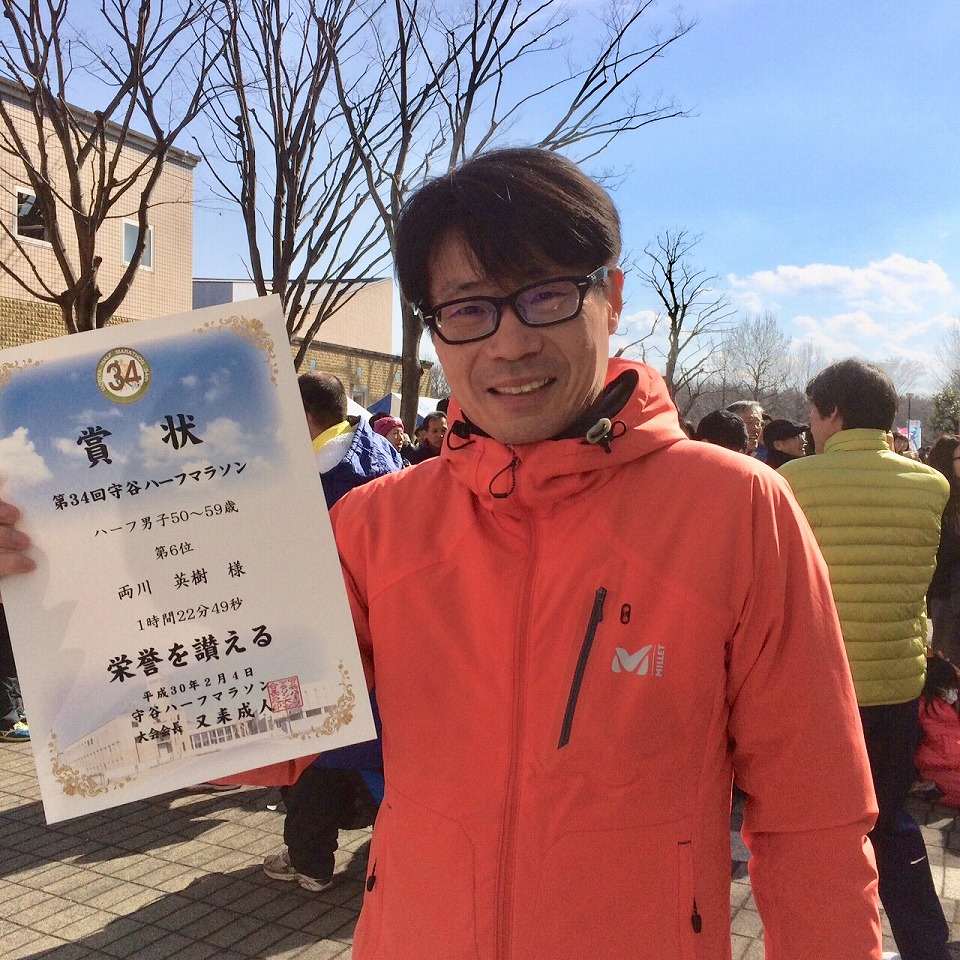 34
賞状
第34回守谷ハーフマラソン
ハーフ男子50～59歳
第6位
両川 英樹 様
1時間22分49秒
栄誉を讃える
平成30年2月4日
守谷ハーフマラソン
大会会長 又耒成人
MILLET